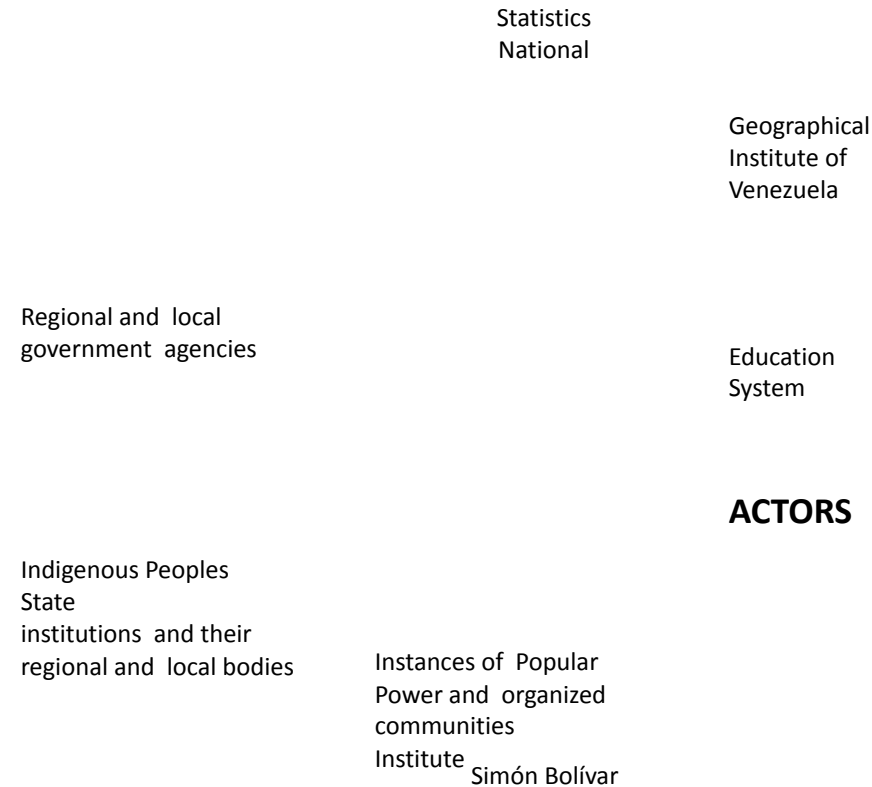 Statistics
National
Geographical
Institute of
Venezuela
Regional and local
government agencies
Education
System
ACTORS
Indigenous Peoples
State
institutions and their
regional and local bodies
Instances of Popular
Power and organized
communities
Institute
Simón Bolívar